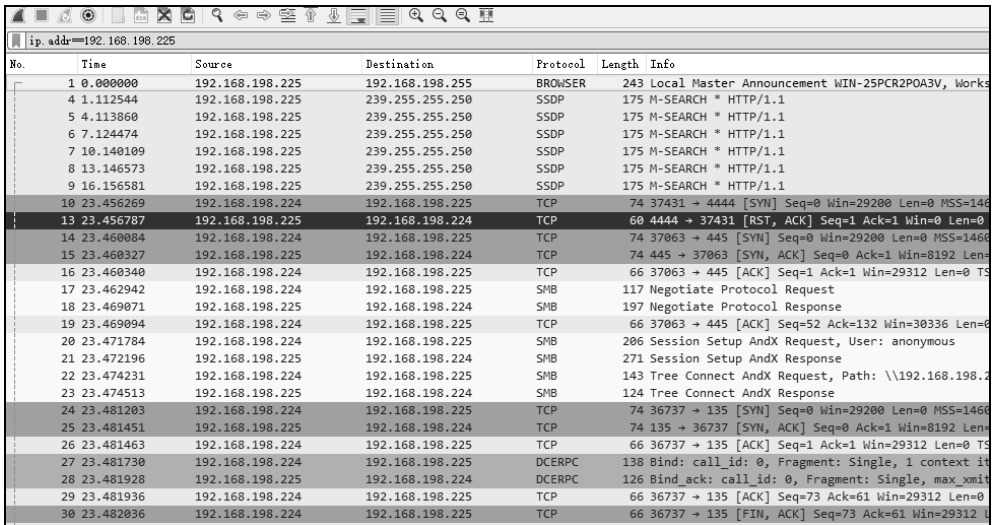 ip.addr==192.168.198.225
No. Time Source Destination Protocol Length Info
1 0.000000 192.168.198.225 192.168.198.255 BROWSER 243 Local Master Announcement WIN-25PCR2POA3V, Works
4 1.112544 192.168.198.225 239.255.255.250 SSDP 175 M-SEARCH * HTTP/1.1
5 4.113860 192.168.198.225 239.255.255.250 SSDP 175 M-SEARCH * HTTP/1.1
6 7.124474 192.168.198.225 239.255.255.250 SSDP 175 M-SEARCH * HTTP/1.1
7 10.140109 192.168.198.225 239.255.255.250 SSDP 175 M-SEARCH * HTTP/1.1
8 13.146573 192.168.198.225 239.255.255.250 SSDP 175 M-SEARCH * HTTP/1.1
9 16.156581 192.168.198.225 239.255.255.250 SSDP 175 M-SEARCH * HTTP/1.1
10 23.456269 192.168.198.224 192.168.198.225 TCP 74 37431 → 4444 [SYN] Seq=0 Win=29200 Len=0 MSS=146
13 23.456787 192.168.198.225 192.168.198.224 TCP 60 4444 → 37431 [RST, ACK] Seq=1 Ack=1 Win=0 Len=0
14 23.460084 192.168.198.224 192.168.198.225 TCP 74 37063 → 445 [SYN] Seq=0 Win=29200 Len=0 MSS=1460
15 23.460327 192.168.198.225 192.168.198.224 TCP 74 445 → 37063 [SYN, ACK] Seq=0 Ack=1 Win=8192 Len=
16 23.460340 192.168.198.224 192.168.198.225 TCP 66 37063 → 445 [ACK] Seq=1 Ack=1 Win=29312 Len=0 TS
17 23.462942 192.168.198.224 192.168.198.225 SMB 117 Negotiate Protocol Request
18 23.469071 192.168.198.225 192.168.198.224 SMB 197 Negotiate Protocol Response
19 23.469094 192.168.198.224 192.168.198.225 TCP 66 37063 → 445 [ACK] Seq=52 Ack=132 Win=30336 Len=0
20 23.471784 192.168.198.224 192.168.198.225 SMB 206 Session Setup AndX Request, User: anonymous
21 23.472196 192.168.198.225 192.168.198.224 SMB 271 Session Setup AndX Response
22 23.474231 192.168.198.224 192.168.198.225 SMB 143 Tree Connect AndX Request, Path: \\192.168.198.2
23 23.474513 192.168.198.225 192.168.198.224 SMB 124 Tree Connect AndX Response
24 23.481203 192.168.198.224 192.168.198.225 TCP 74 36737 → 135 [SYN] Seq=0 Win=29200 Len=0 MSS=1460
25 23.481451 192.168.198.225 192.168.198.224 TCP 74 135 → 36737 [SYN, ACK] Seq=0 Ack=1 Win=8192 Len=
26 23.481463 192.168.198.224 192.168.198.225 TCP 66 36737 → 135 [ACK] Seq=1 Ack=1 Win=29312 Len=0 TS
27 23.481730 192.168.198.224 192.168.198.225 DCERPC 138 Bind: call_id: 0, Fragment: Single, 1 context it
28 23.481928 192.168.198.225 192.168.198.224 DCERPC 126 Bind_ack: call_id: 0, Fragment: Single, max_xmit
29 23.481936 192.168.198.224 192.168.198.225 TCP 66 36737 → 135 [ACK] Seq=73 Ack=61 Win=29312 Len=0
30 23.482036 192.168.198.224 192.168.198.225 TCP 66 36737 → 135 [FIN, ACK] Seq=73 Ack=61 Win=29312 L